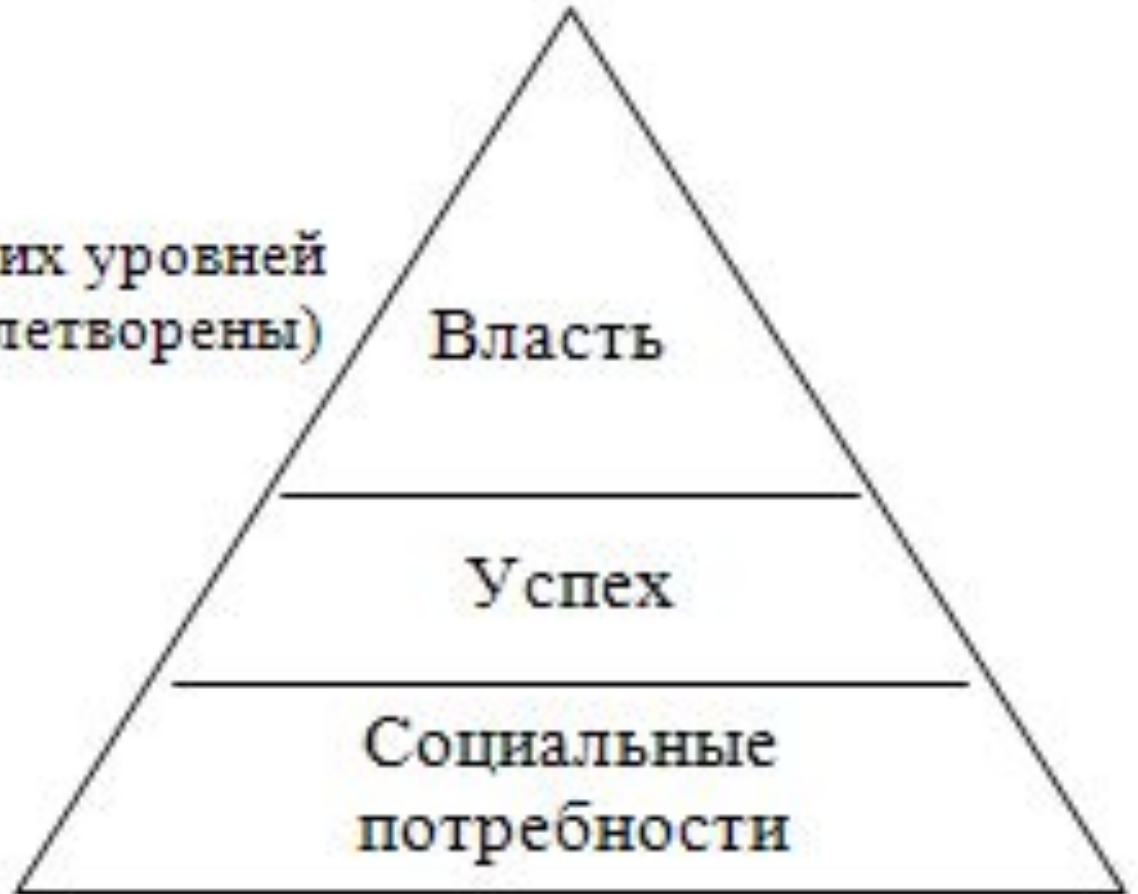 их уровней
летворены)
Власть
Успех
Социальные
потребности